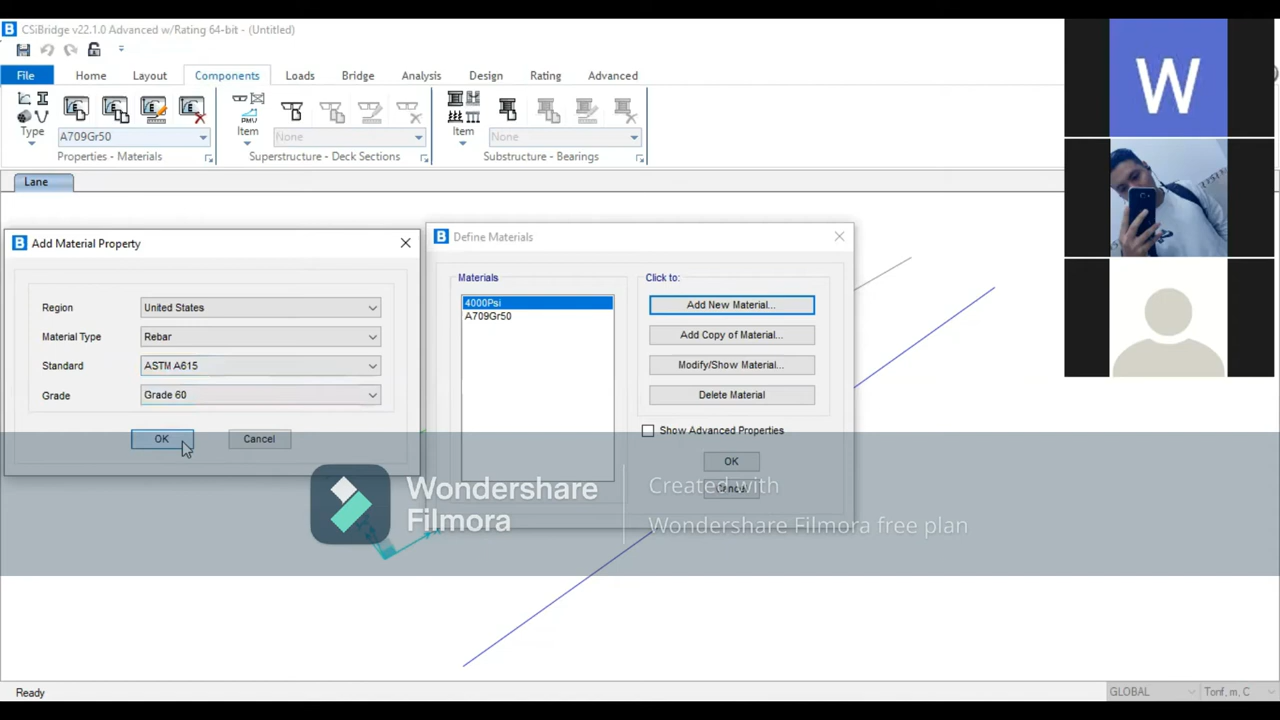 CSiBridge v22.1.0 Advanced w/Rating 64-bit - (Untitled)
File Home Layout Components Loads Bridge Analysis Design Rating Advanced
Type
A709Gr50
Properties - Materials
Item
None
Superstructure - Deck Sections
Item
None
Substructure - Bearings
Lane
Add Material Property
Region United States
Material Type Rebar
Standard ASTM A615
Grade Grade 60
OK Cancel
Define Materials
Materials
4000Psi
A709Gr50
Click to:
Add New Material...
Add Copy of Material...
Modify/Show Material...
Delete Material
Show Advanced Properties
OK
Cancel
Wondershare
Filmora
Created with
Wondershare Filmora free plan
W
Ready
GLOBAL
Tonf, m, C